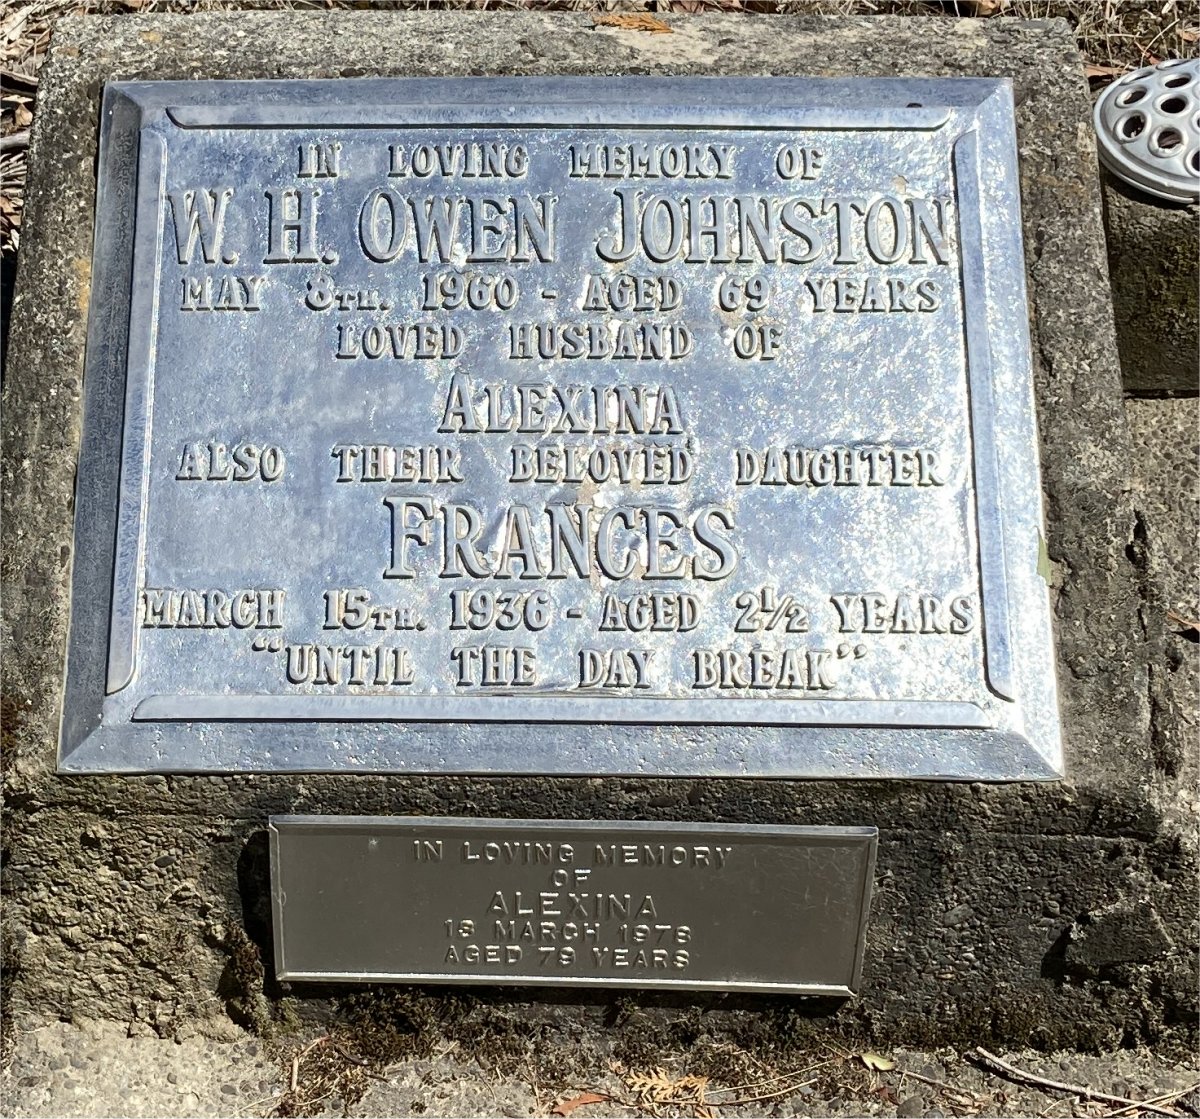 IN LOVING MEMORY OF
W. H. OWEN JOHNSTON
MAY 8TH. 1960 - AGED 69 YEARS
LOVED HUSBAND OF
ALEXINA
ALSO THEIR BELOVED DAUGHTER
FRANCES
MARCH 15TH. 1936 - AGED 2½ YEARS
"UNTIL THE DAY BREAK"
IN LOVING MEMORY
OF
ALEXINA
MARCH
AGED 79 YEARS